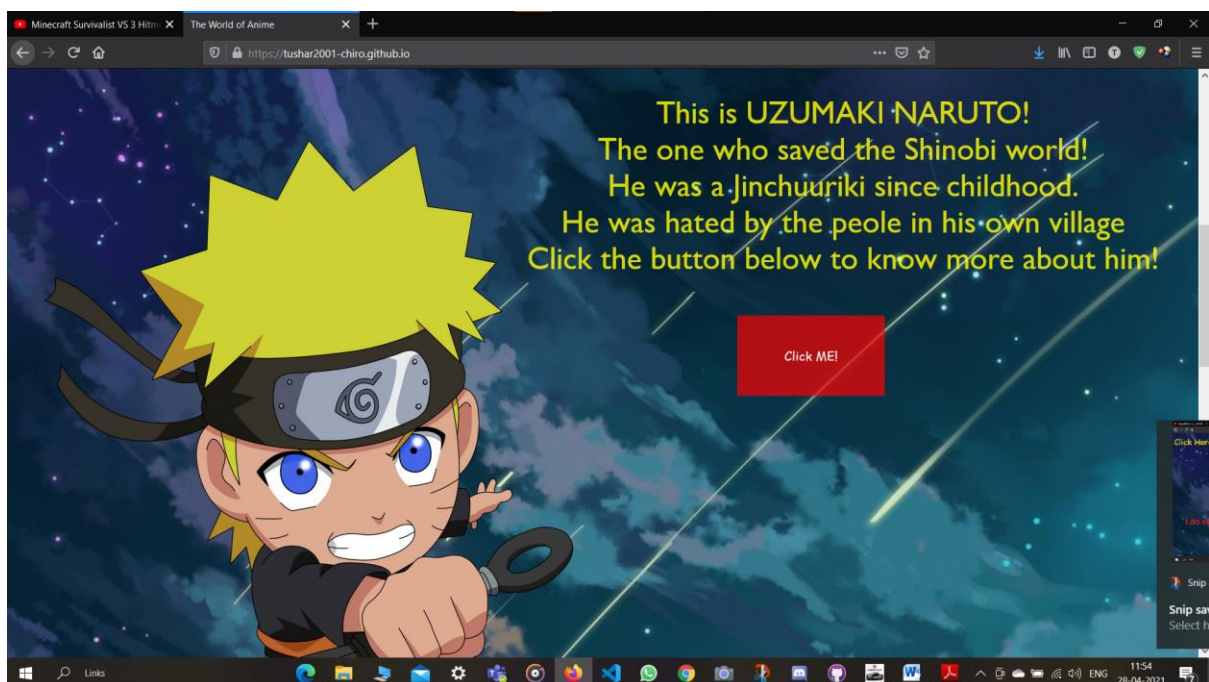 Minecraft Survivalist VS 3 Hitm
The World of Anime
https://tushar2001-chiro.github.io
This is UZUMAKI NARUTO!
The one who saved the Shinobi world!
He was a Jinchuuriki since childhood.
He was hated by the peole in his own village
Click the button below to know more about him!
Click ME!
Click Her
"I do s
Snip
Snip sav
Select h
Links
ENG
11:54
28-04-2021